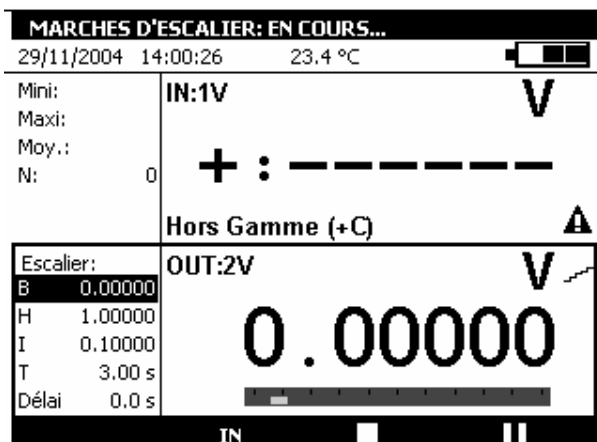 MARCHES D'ESCALIER: EN COURS...
29/11/2004 14:00:26 23.4 °C
Mini:
Maxi:
Moy.:
N: 0
IN:1V V
+:------
Hors Gamme (+C)
Escalier:
B 0.00000
H 1.00000
I 0.10000
T 3.00 s
Délai 0.0 s
OUT:2V V
0.00000
IN